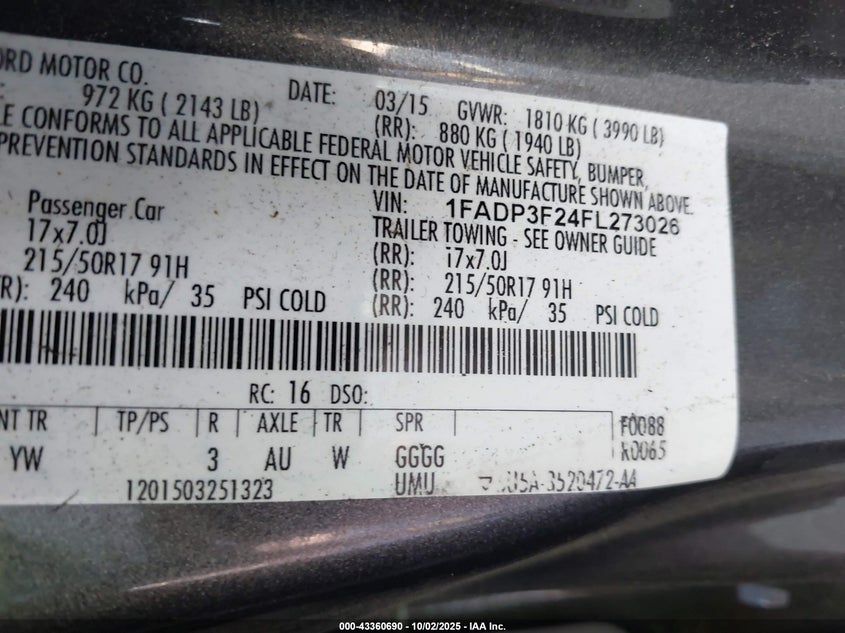 ORD MOTOR CO.
DATE: 03/15 GVWR: 1810 KG ( 3990 LB)
972 KG ( 2143 LB) (RR): 880 KG ( 1940 LB)
LE CONFORMS TO ALL APPLICABLE FEDERAL MOTOR VEHICLE SAFETY, BUMPER,
PREVENTION STANDARDS IN EFFECT ON THE DATE OF MANUFACTURE SHOWN ABOVE.
VIN: 1FADP3F24FL273026
Passenger Car TRAILER TOWING - SEE OWNER GUIDE
17x7.0J (RR): 17x7.0J
215/50R17 91H (RR): 215/50R17 91H
R): 240 kPa/ 35 PSI COLD (RR): 240 kPa/ 35 PSI COLD
RC: 16 DSO:
NT TR TP/PS R AXLE TR SPR F0088
YW 3 AU W GGGG R0065
1201503251323 UMU U5A-3520472-AA
000-43360690 - 10/02/2025 - IAA Inc.